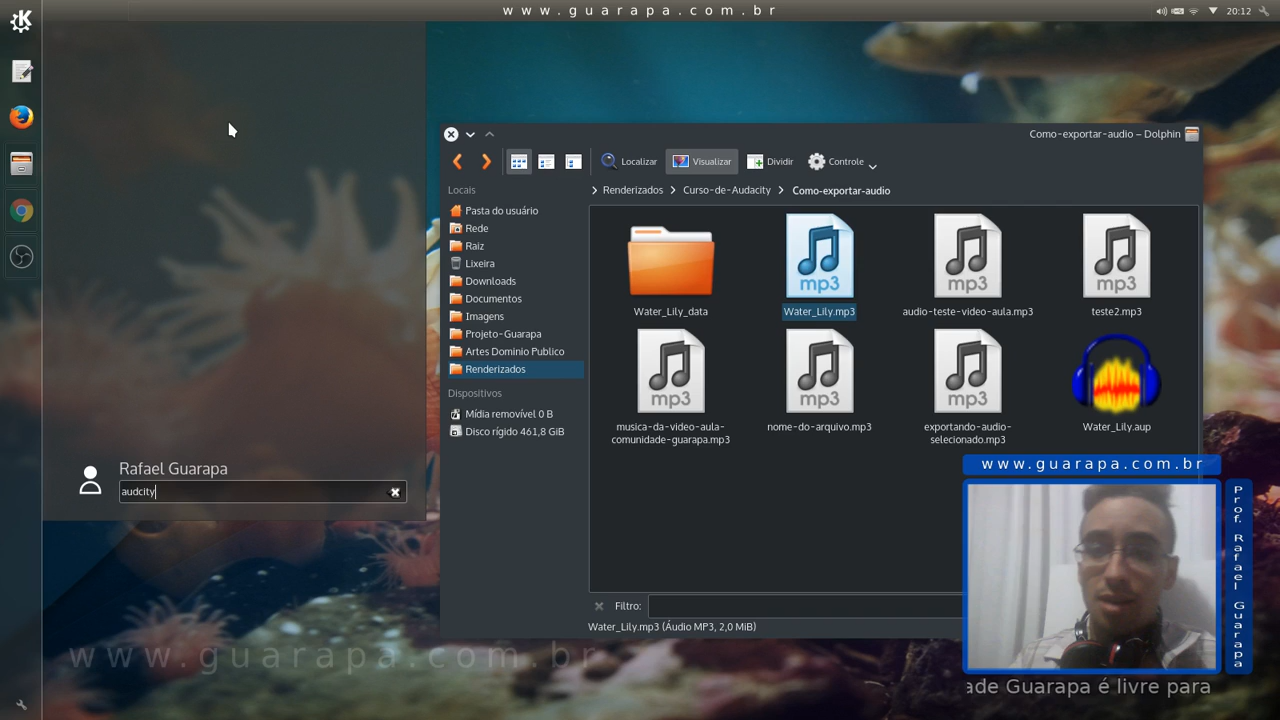 www.guarapa.com.br
20:12
Como-exportar-audio – Dolphin
Localizar
Visualizar
Dividir
Controle
Locais
Renderizados
Curso-de-Audacity
Como-exportar-audio
Pasta do usuário
Rede
Raiz
Lixeira
Downloads
Documentos
Imagens
Projeto-Guarapa
Artes Dominio Publico
Renderizados
Dispositivos
Mídia removível 0 B
Disco rígido 461,8 GiB
mp3
mp3
mp3
Water_Lily_data
Water_Lily.mp3
audio-teste-video-aula.mp3
teste2.mp3
mp3
mp3
mp3
musica-da-video-aula-
comunidade-guarapa.mp3
nome-do-arquivo.mp3
exportando-audio-
selecionado.mp3
Water_Lily.aup
Rafael Guarapa
audcity
www.guarapa.com.br
Prof. Rafael Guarapa
Filtro:
Water_Lily.mp3 (Áudio MP3, 2,0 MiB)
www.guarapa.com.br
ade Guarapa é livre para